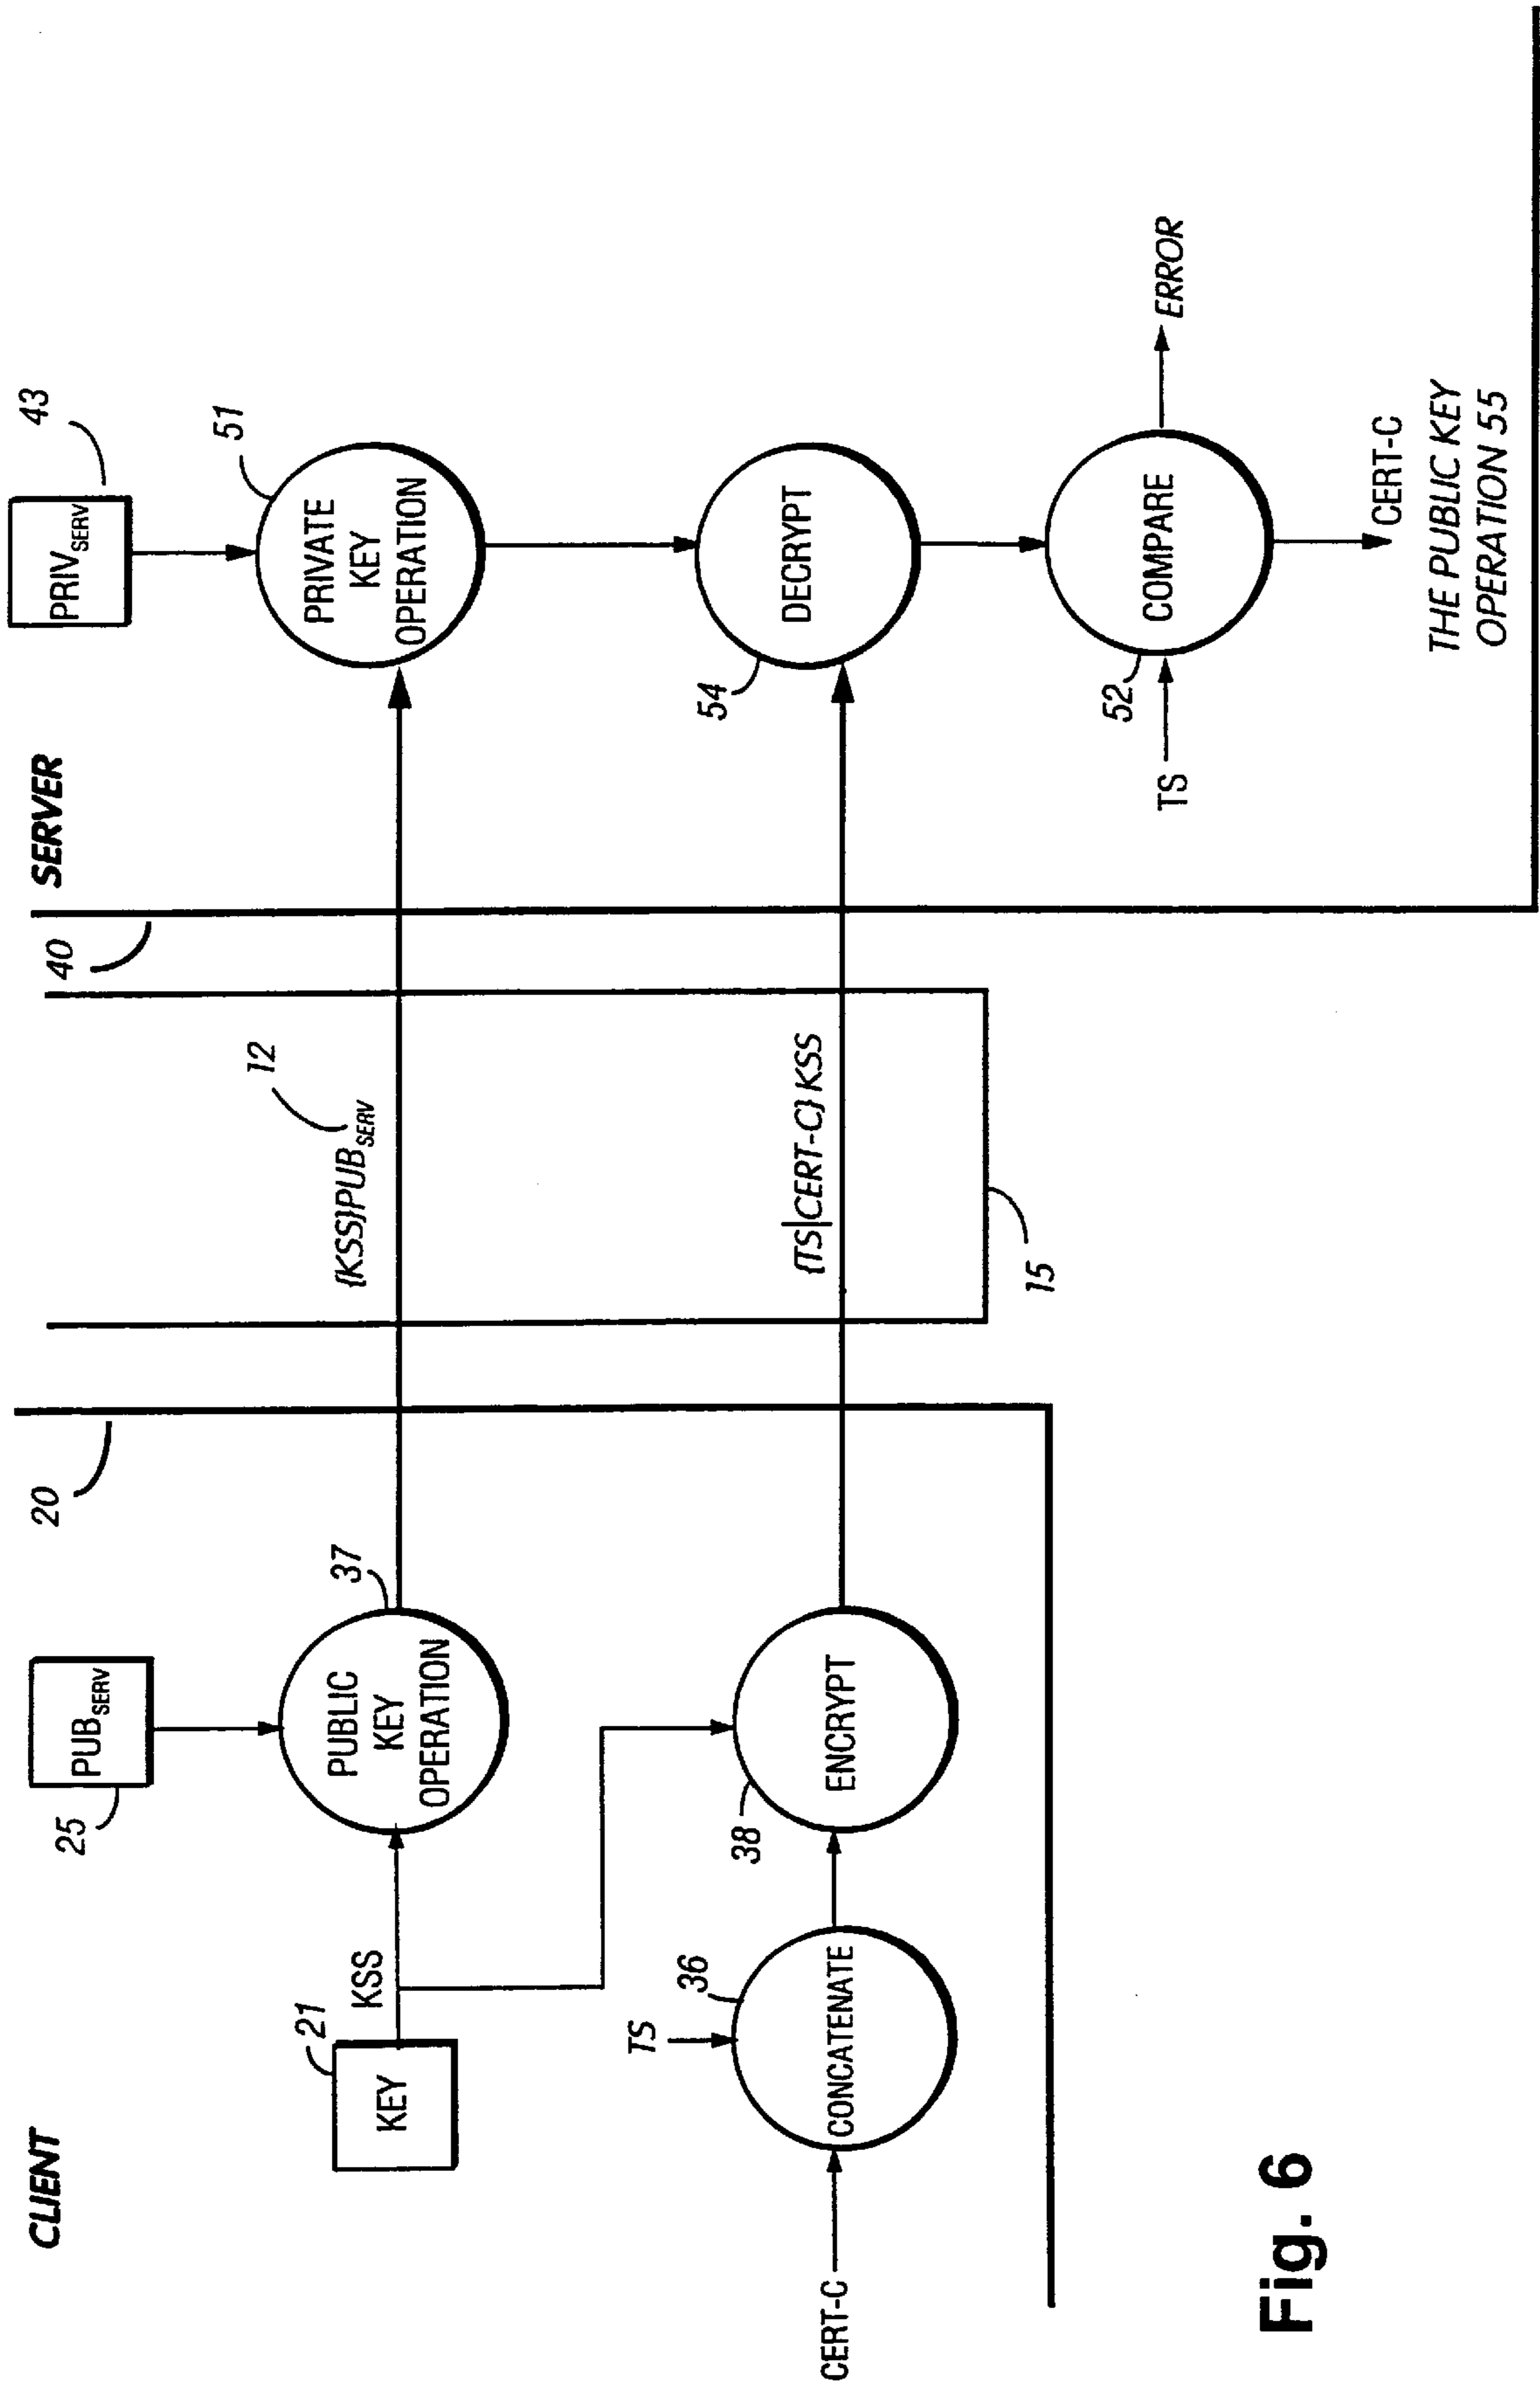 CLIENT
20
40
SERVER
25
PUB SERV
PRIV SERV
43
21
KEY
KSS
37
PUBLIC
KEY
OPERATION
12
{KSS}PUB SERV
51
PRIVATE
KEY
OPERATION
TS
36
CERT-C
CONCATENATE
38
ENCRYPT
{TS|CERT-C} KSS
54
DECRYPT
15
TS
52
COMPARE
ERROR
CERT-C
THE PUBLIC KEY
OPERATION 55
Fig. 6